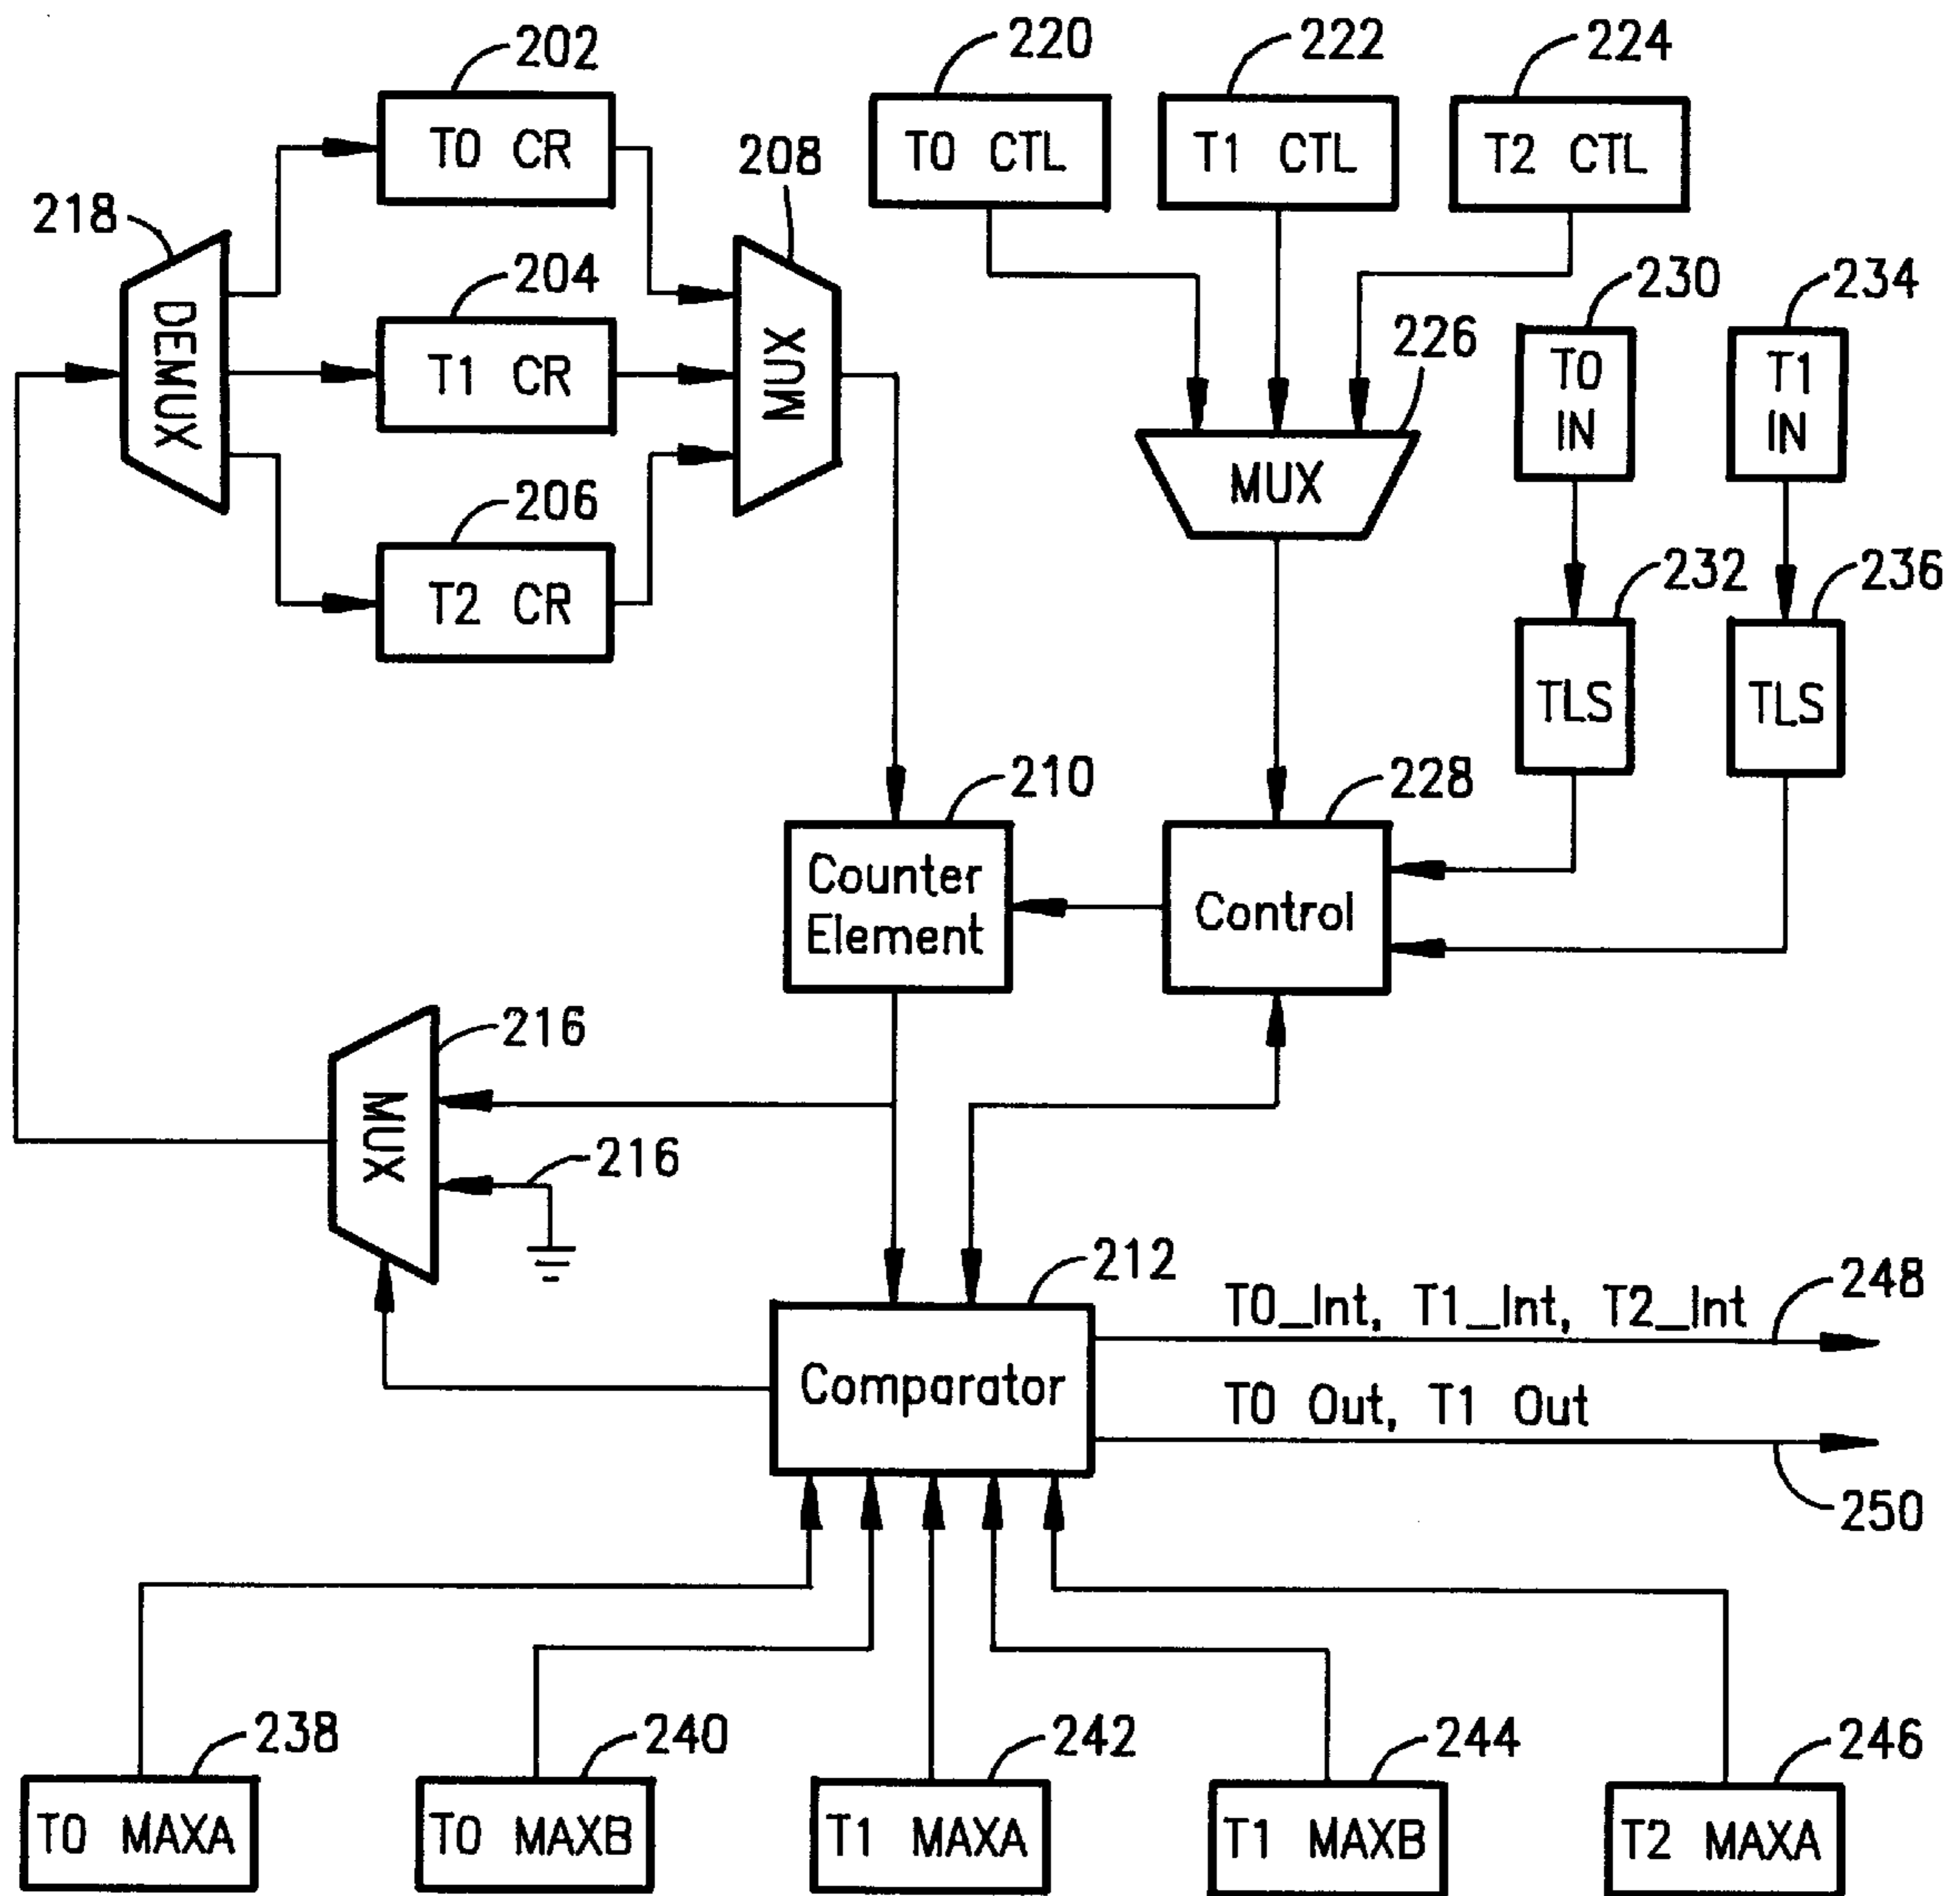 202
220
222
224
T0 CR
T0 CTL
T1 CTL
T2 CTL
208
218
204
230
234
DEMUX
T1 CR
MUX
226
T0
IN
T1
IN
MUX
206
T2 CR
232
236
TLS
TLS
210
228
Counter
Element
Control
216
MUX
216
212
248
T0_Int, T1_Int, T2_Int
Comparator
T0 Out, T1 Out
250
238
240
242
244
246
T0 MAXA
T0 MAXB
T1 MAXA
T1 MAXB
T2 MAXA